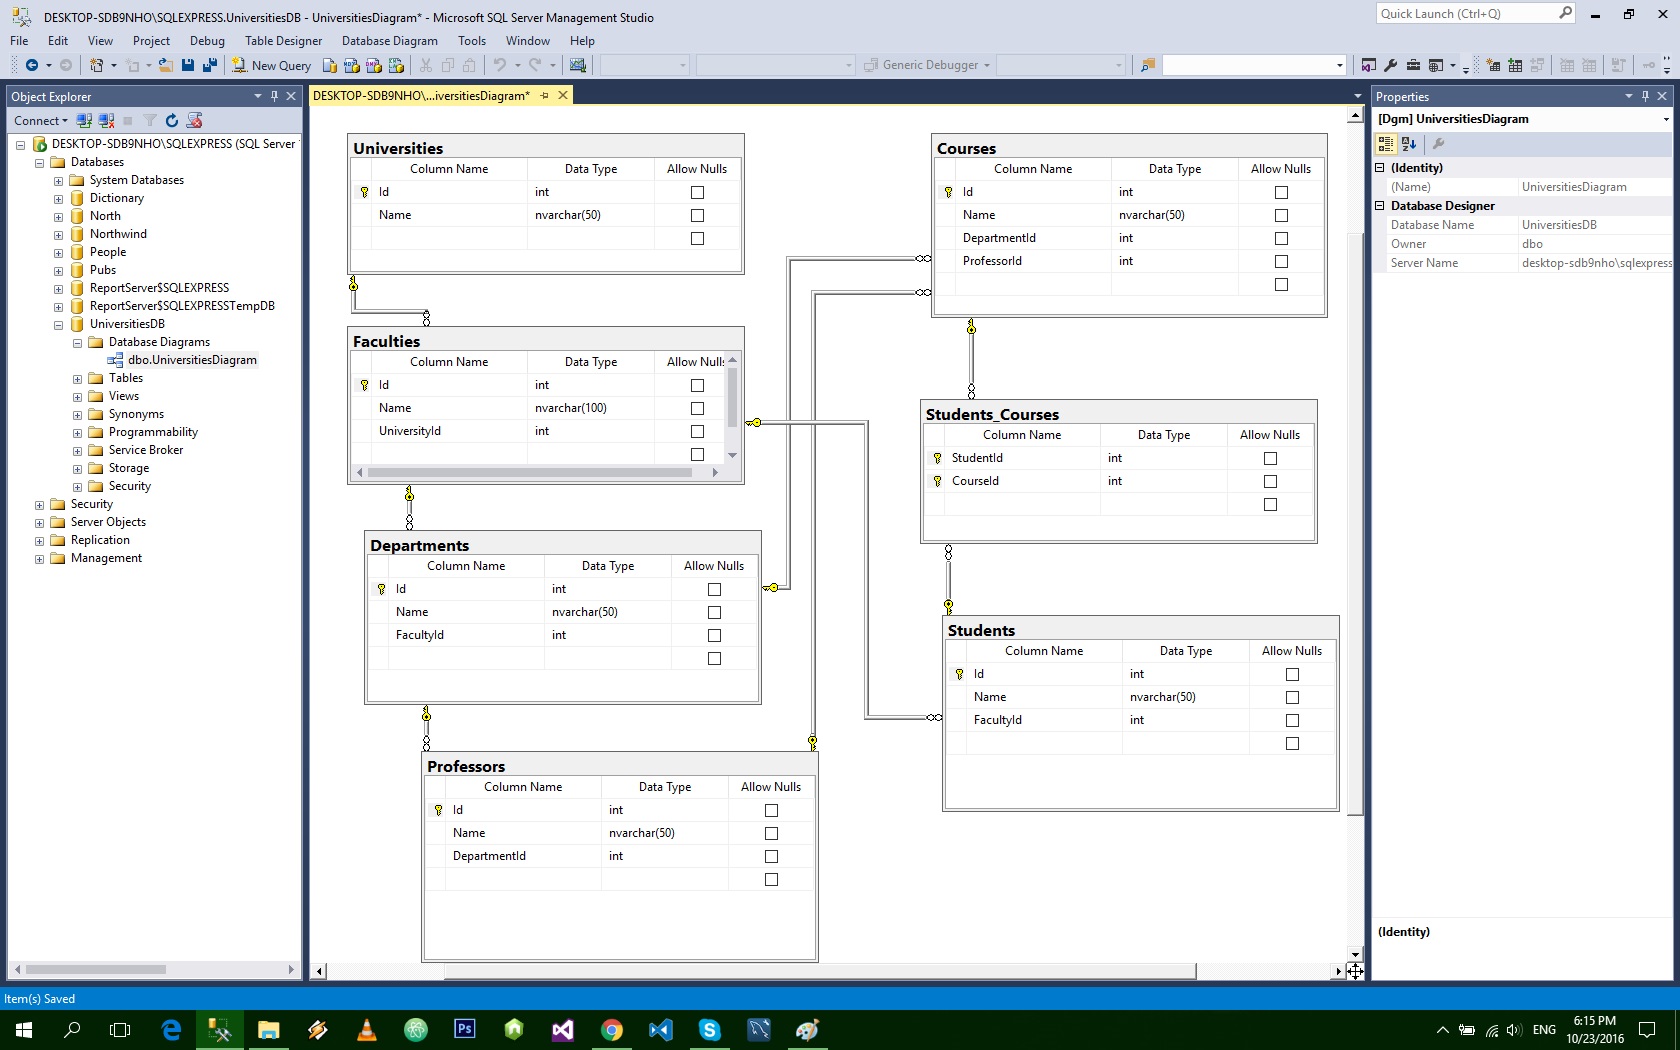 DESKTOP-SDB9NHO\SQLEXPRESS.UniversitiesDB - UniversitiesDiagram* - Microsoft SQL Server Management Studio
Quick Launch (Ctrl+Q)
File Edit View Project Debug Table Designer Database Diagram Tools Window Help
New Query
Generic Debugger
Object Explorer
Connect
DESKTOP-SDB9NHO\SQLEXPRESS (SQL Server
Databases
System Databases
Dictionary
North
Northwind
People
Pubs
ReportServer$SQLEXPRESS
ReportServer$SQLEXPRESSTempDB
UniversitiesDB
Database Diagrams
dbo.UniversitiesDiagram
Tables
Views
Synonyms
Programmability
Service Broker
Storage
Security
Security
Server Objects
Replication
Management
DESKTOP-SDB9NHO\...iversitiesDiagram*
Universities
Column Name Data Type Allow Nulls
Id int
Name nvarchar(50)
Faculties
Column Name Data Type Allow Nulls
Id int
Name nvarchar(100)
UniversityId int
Departments
Column Name Data Type Allow Nulls
Id int
Name nvarchar(50)
FacultyId int
Professors
Column Name Data Type Allow Nulls
Id int
Name nvarchar(50)
DepartmentId int
Courses
Column Name Data Type Allow Nulls
Id int
Name nvarchar(50)
DepartmentId int
ProfessorId int
Students_Courses
Column Name Data Type Allow Nulls
StudentId int
CourseId int
Students
Column Name Data Type Allow Nulls
Id int
Name nvarchar(50)
FacultyId int
Properties
[Dgm] UniversitiesDiagram
(Identity)
(Name) UniversitiesDiagram
Database Designer
Database Name UniversitiesDB
Owner dbo
Server Name desktop-sdb9nho\sqlexpress
(Identity)
Item(s) Saved
Ps
ENG
6:15 PM
10/23/2016